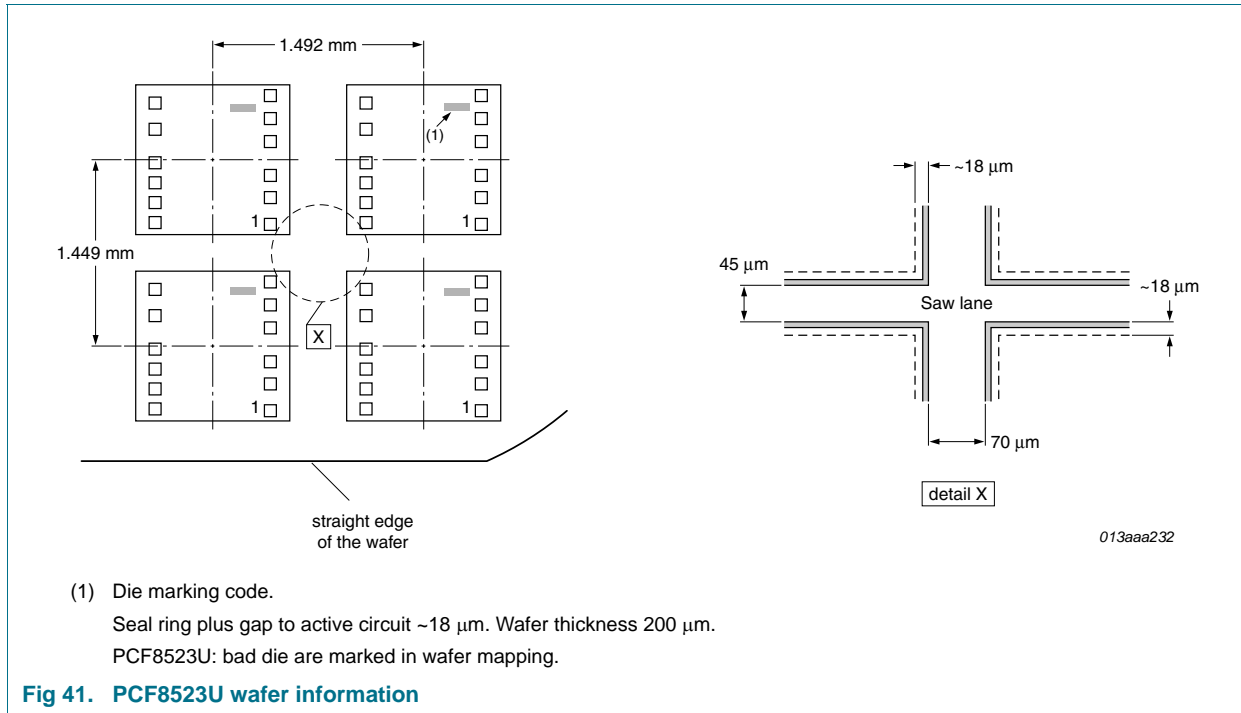 1.492 mm
(1)
1
1
1.449 mm
X
1
1
straight edge
of the wafer
~18 μm
45 μm
~18 μm
Saw lane
70 μm
detail X
013aaa232
(1) Die marking code.
Seal ring plus gap to active circuit ~18 μm. Wafer thickness 200 μm.
PCF8523U: bad die are marked in wafer mapping.
Fig 41. PCF8523U wafer information